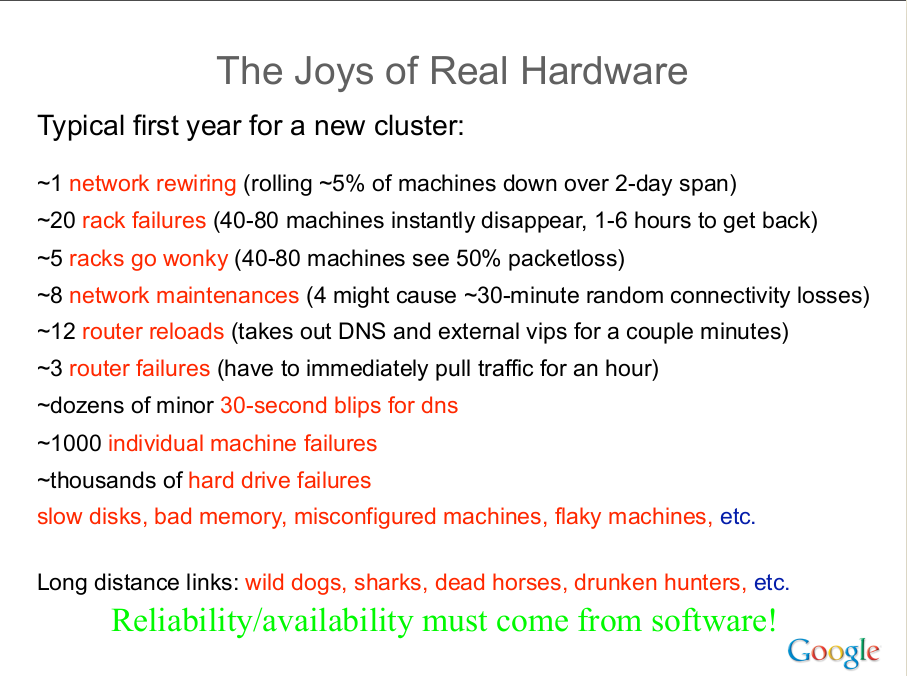 The Joys of Real Hardware
Typical first year for a new cluster:
~1 network rewiring (rolling ~5% of machines down over 2-day span)
~20 rack failures (40-80 machines instantly disappear, 1-6 hours to get back)
~5 racks go wonky (40-80 machines see 50% packetloss)
~8 network maintenances (4 might cause ~30-minute random connectivity losses)
~12 router reloads (takes out DNS and external vips for a couple minutes)
~3 router failures (have to immediately pull traffic for an hour)
~dozens of minor 30-second blips for dns
~1000 individual machine failures
~thousands of hard drive failures
slow disks, bad memory, misconfigured machines, flaky machines, etc.
Long distance links: wild dogs, sharks, dead horses, drunken hunters, etc.
Reliability/availability must come from software!
Google